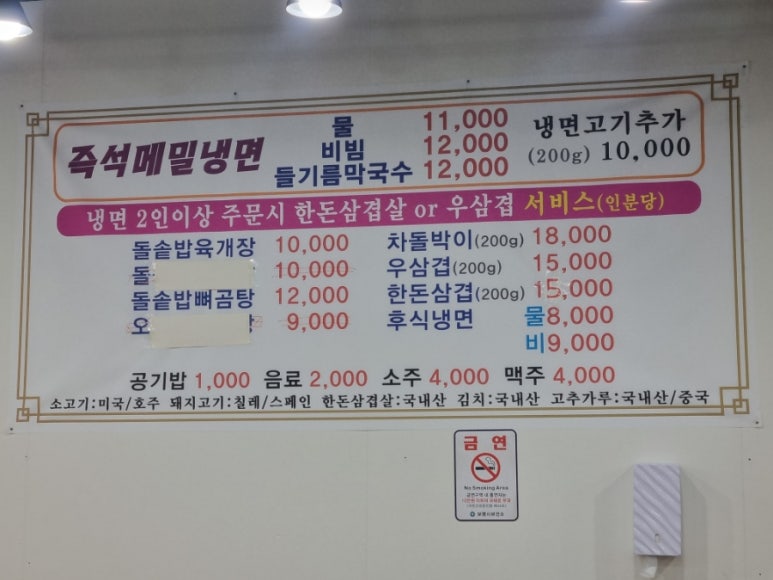 즉석메밀냉면
물 11,000
비빔 12,000
들기름막국수 12,000
냉면고기추가
(200g) 10,000
냉면 2인이상 주문시 한돈삼겹살 or 우삼겹 서비스(인분당)
돌솥밥육개장 10,000
돌 10,000
돌솥밥뼈곰탕 12,000
오 9,000
차돌박이(200g) 18,000
우삼겹(200g) 15,000
한돈삼겹(200g) 15,000
후식냉면 물8,000
비9,000
공기밥 1,000 음료 2,000 소주 4,000 맥주 4,000
소고기:미국/호주 돼지고기:칠레/스페인 한돈삼겹살:국내산 김치:국내산 고추가루:국내산/중국
금연
No Smoking Area